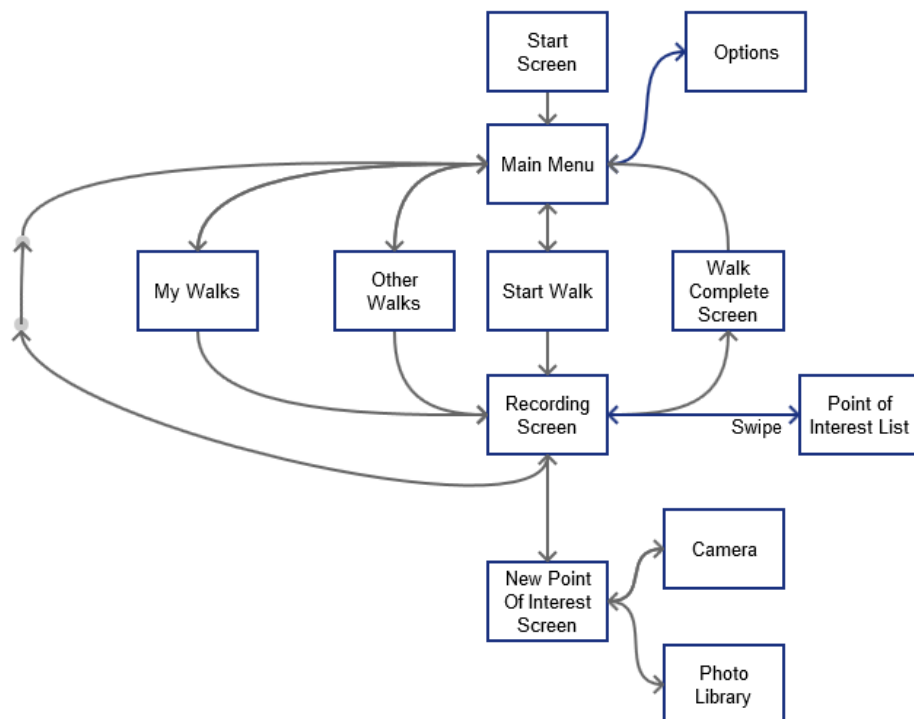 Start
Screen
Options
Main Menu
My Walks
Other
Walks
Start Walk
Walk
Complete
Screen
Recording
Screen
Swipe
Point of
Interest List
Camera
New Point
Of Interest
Screen
Photo
Library